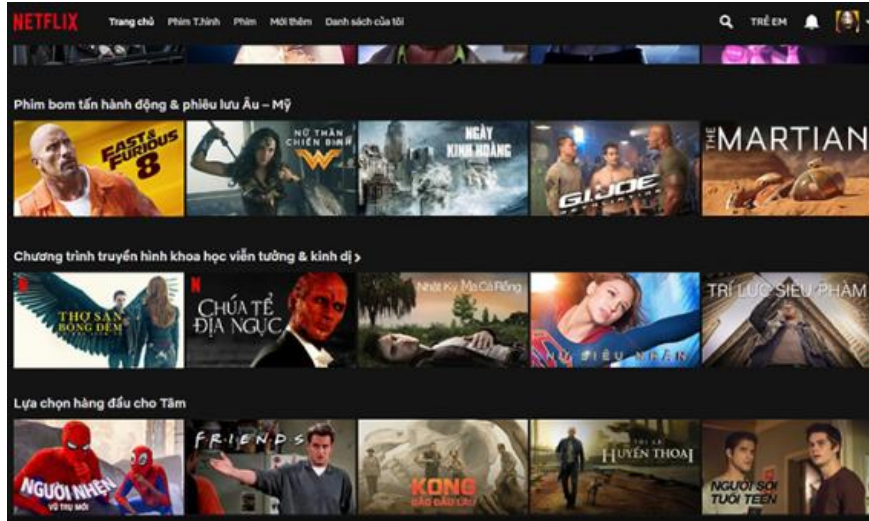 NETFLIX Trang chủ Phim T.hình Phim Mới thêm Danh sách của tôi TRẺ EM
Phim bom tấn hành động & phiêu lưu Âu – Mỹ
FAST & FURIOUS 8
NỮ THẦN CHIẾN BINH
NGÀY KINH HOÀNG
G.I. JOE
THE MARTIAN
Chương trình truyền hình khoa học viễn tưởng & kinh dị >
THỢ SĂN
BÓNG ĐÊM
CHÚA TỂ
ĐỊA NGỤC
Nhật Ký Ma Cà Rồng
NỮ SIÊU NHÂN
TRÍ LỰC SIÊU PHÀM
Lựa chọn hàng đầu cho Tâm
NGƯỜI NHỆN
VŨ TRỤ MỚI
FRIENDS
KONG
ĐẢO ĐẦU LÂU
TÔI LÀ
HUYỀN THOẠI
NGƯỜI SÓI
TUỔI TEEN